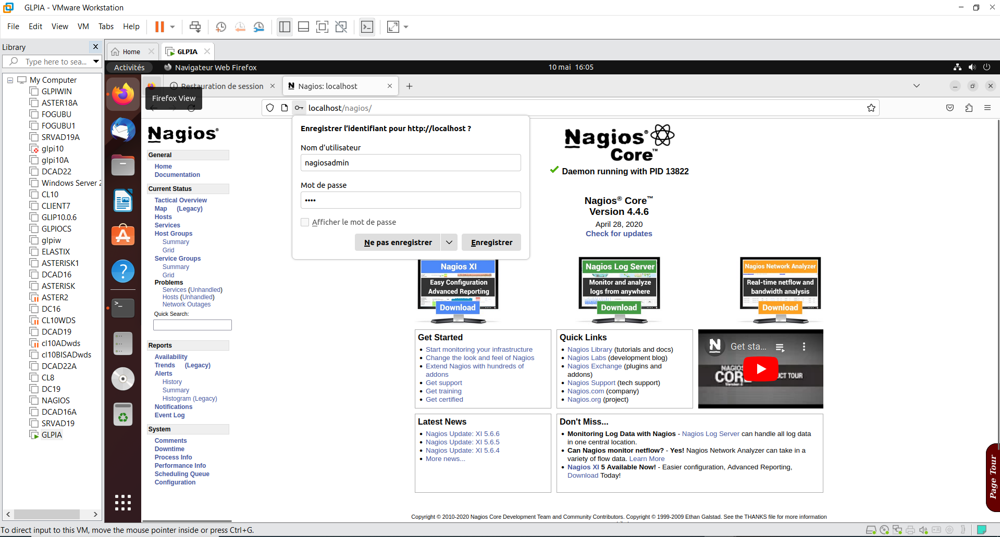 GLPIA - VMware Workstation
File Edit View VM Tabs Help
Library
Type here to sea...
My Computer
GLPIWIN
ASTER18A
FOGUBU
FOGUBU1
SRVAD19A
glpi10
glpi10A
DCAD22
Windows Server 2
CL10
CLIENT7
GLIP10.0.6
GLPIOCS
glpiw
ELASTIX
ASTERISK1
DCAD16
ASTERISK
ASTER2
DC16
CL10WDS
DCAD19
cl10ADwds
cl10BISADwds
DCAD22A
CL8
DC19
NAGIOS
DCAD16A
SRVAD19
GLPIA
Home GLPIA
Activités Navigateur Web Firefox 10 mai 16:05
Restauration de session Nagios: localhost
Firefox View
localhost/nagios/
Nagios®
General
Home
Documentation
Current Status
Tactical Overview
Map (Legacy)
Hosts
Services
Host Groups
Summary
Grid
Service Groups
Summary
Grid
Problems
Services (Unhandled)
Hosts (Unhandled)
Network Outages
Quick Search:
Reports
Availability
Trends (Legacy)
Alerts
History
Summary
Histogram (Legacy)
Notifications
Event Log
System
Comments
Downtime
Process Info
Performance Info
Scheduling Queue
Configuration
Enregistrer l’identifiant pour http://localhost ?
Nom d’utilisateur
nagiosadmin
Mot de passe
••••
Afficher le mot de passe
Ne pas enregistrer Enregistrer
Nagios®
Core™
Daemon running with PID 13822
Nagios® Core™
Version 4.4.6
April 28, 2020
Check for updates
Nagios XI
Easy Configuration
Advanced Reporting
Download
Nagios Log Server
Monitor and analyze
logs from anywhere
Download
Nagios Network Analyzer
Real-time netflow and
bandwidth analysis
Download
Get Started
Start monitoring your infrastructure
Change the look and feel of Nagios
Extend Nagios with hundreds of
addons
Get support
Get training
Get certified
Quick Links
Nagios Library (tutorials and docs)
Nagios Labs (development blog)
Nagios Exchange (plugins and
addons)
Nagios Support (tech support)
Nagios.com (company)
Nagios.org (project)
N Get sta...
NAGIOS
CORE
CT TOUR
Latest News
Nagios Update: XI 5.6.6
Nagios Update: XI 5.6.5
Nagios Update: XI 5.6.4
More news...
Don't Miss...
Monitoring Log Data with Nagios - Nagios Log Server can handle all log data
in one central location.
Can Nagios monitor netflow? - Yes! Nagios Network Analyzer can take in a
variety of flow data. Learn More
Nagios XI 5 Available Now! - Easier configuration, Advanced Reporting,
Download Today!
Page Tour
Copyright © 2010-2020 Nagios Core Development Team and Community Contributors. Copyright © 1999-2009 Ethan Galstad. See the THANKS file for more information
To direct input to this VM, move the mouse pointer inside or press Ctrl+G.